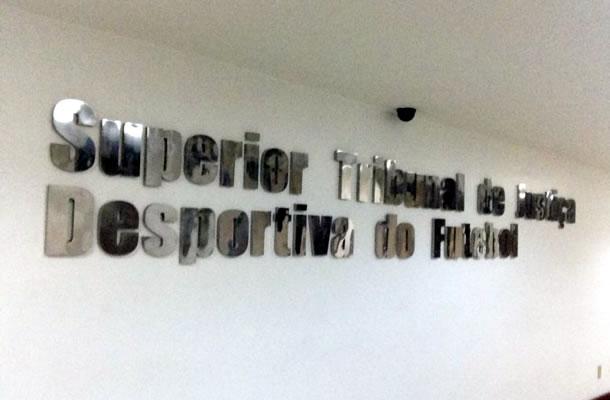 Superior Tribunal de Justiça
Desportiva do Futebol